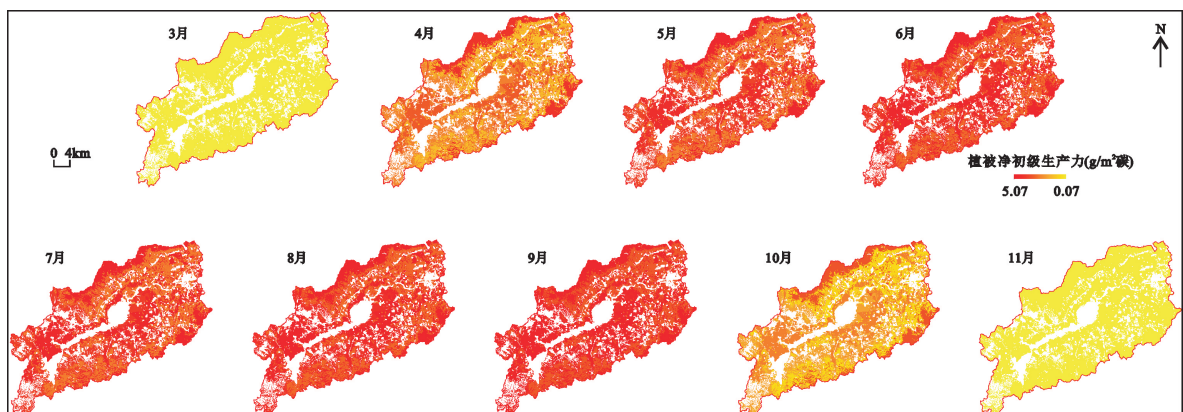 3月
4月
5月
6月
N
0 4km
植被净初级生产力(g/m²碳)
5.07 0.07
7月
8月
9月
10月
11月